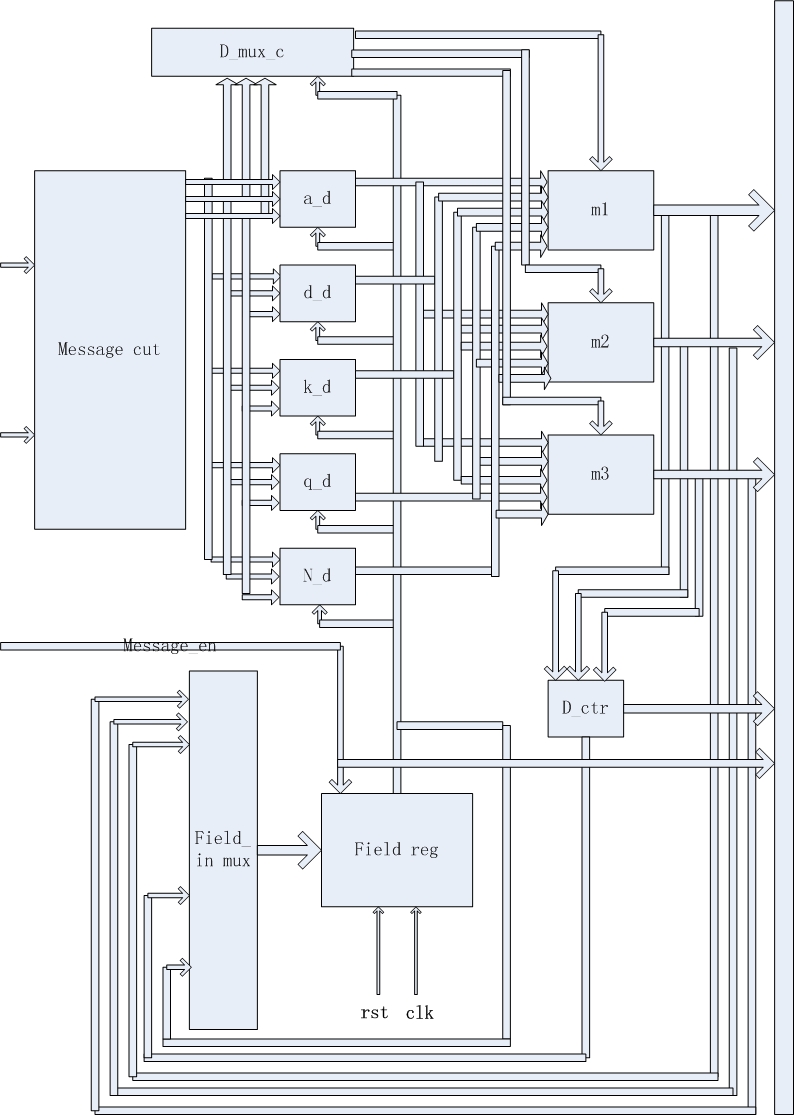 D_mux_c
Message cut
a_d
d_d
k_d
q_d
N_d
m1
m2
m3
Message_en
D_ctr
Field_
in mux
Field reg
rst clk